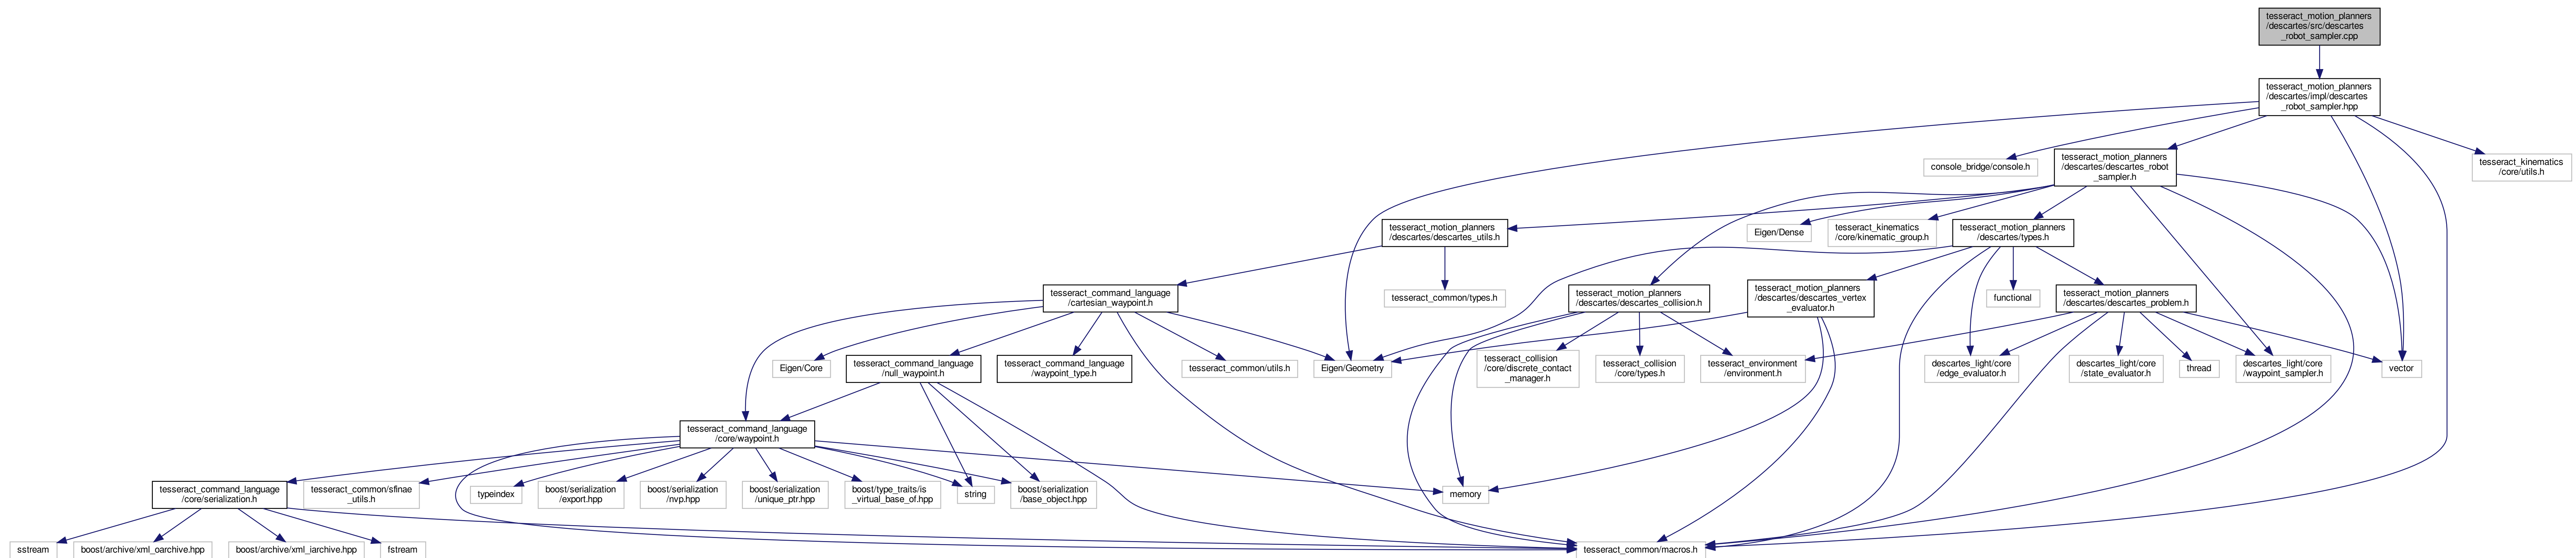 tesseract_motion_planners
/descartes/src/descartes
_robot_sampler.cpp
tesseract_motion_planners
/descartes/impl/descartes
_robot_sampler.hpp
console_bridge/console.h
tesseract_motion_planners
/descartes/descartes_robot
_sampler.h
tesseract_kinematics
/core/utils.h
tesseract_motion_planners
/descartes/descartes_utils.h
Eigen/Dense
tesseract_kinematics
/core/kinematic_group.h
tesseract_motion_planners
/descartes/types.h
tesseract_command_language
/cartesian_waypoint.h
tesseract_common/types.h
tesseract_motion_planners
/descartes/descartes_collision.h
tesseract_motion_planners
/descartes/descartes_vertex
_evaluator.h
functional
tesseract_motion_planners
/descartes/descartes_problem.h
Eigen/Core
tesseract_command_language
/null_waypoint.h
tesseract_command_language
/waypoint_type.h
tesseract_common/utils.h
Eigen/Geometry
tesseract_collision
/core/discrete_contact
_manager.h
tesseract_collision
/core/types.h
tesseract_environment
/environment.h
descartes_light/core
/edge_evaluator.h
descartes_light/core
/state_evaluator.h
thread
descartes_light/core
/waypoint_sampler.h
vector
tesseract_command_language
/core/waypoint.h
tesseract_command_language
/core/serialization.h
tesseract_common/sfinae
_utils.h
typeindex
boost/serialization
/export.hpp
boost/serialization
/nvp.hpp
boost/serialization
/unique_ptr.hpp
boost/type_traits/is
_virtual_base_of.hpp
string
boost/serialization
/base_object.hpp
memory
sstream
boost/archive/xml_oarchive.hpp
boost/archive/xml_iarchive.hpp
fstream
tesseract_common/macros.h